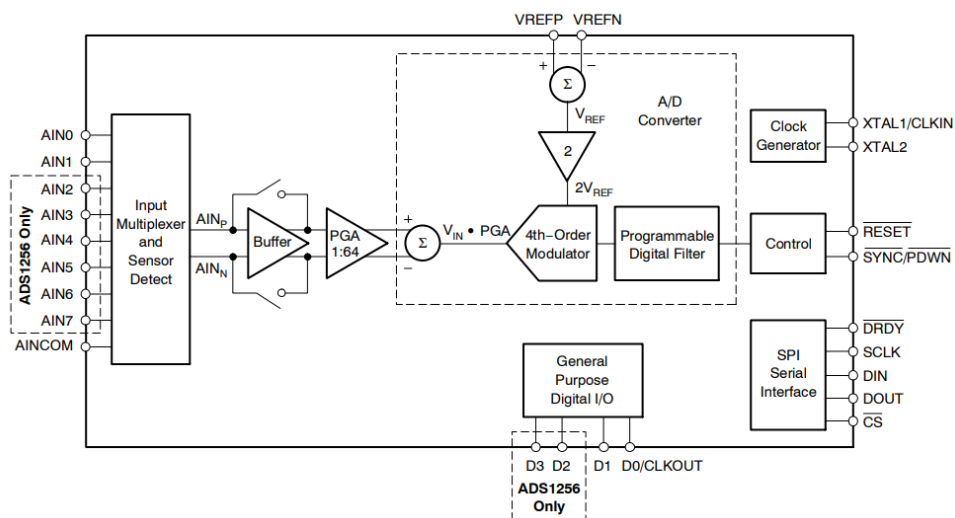 VREFP VREFN
+ −
Σ
A/D
Converter
VREF
2
2VREF
Clock
Generator
XTAL1/CLKIN
XTAL2
AIN0
AIN1
AIN2
AIN3
AIN4
AIN5
AIN6
AIN7
AINCOM
ADS1256 Only
Input
Multiplexer
and
Sensor
Detect
AINP
AINN
Buffer
PGA
1:64
+
Σ
−
VIN • PGA
4th−Order
Modulator
Programmable
Digital Filter
Control
RESET
SYNC/PDWN
General
Purpose
Digital I/O
SPI
Serial
Interface
DRDY
SCLK
DIN
DOUT
CS
D3 D2 D1 D0/CLKOUT
ADS1256
Only